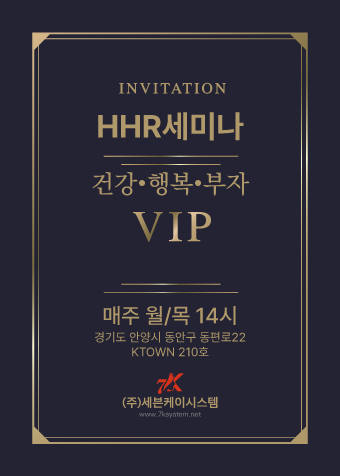 INVITATION
HHR세미나
건강•행복•부자
VIP
매주 월/목 14시
경기도 안양시 동안구 동편로22
KTOWN 210호
7K
(주)세븐케이시스템
www.7ksyatem.net